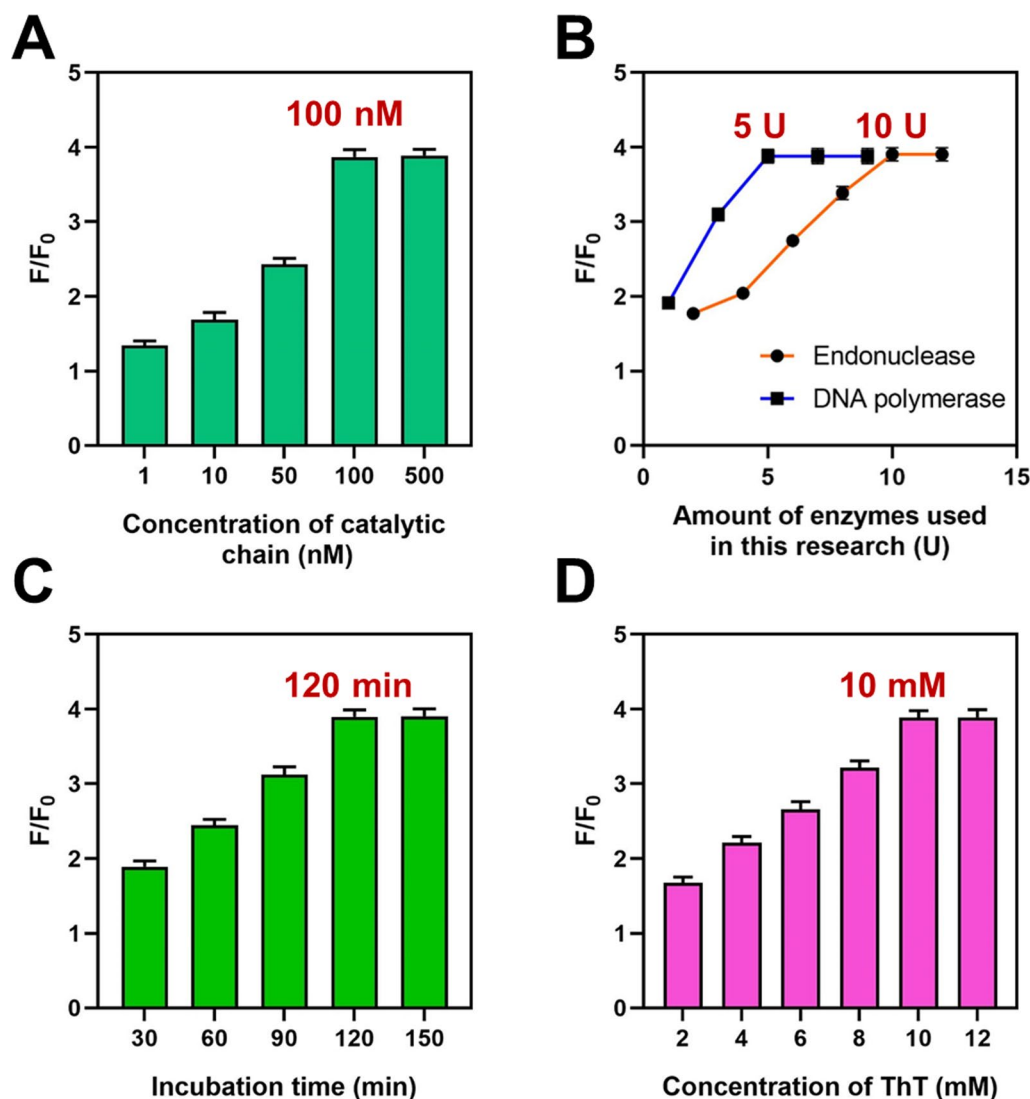 A
5
4
3
2
1
0
F/F₀
100 nM
1 10 50 100 500
Concentration of catalytic
chain (nM)
B
5
4
3
2
1
0
F/F₀
5 U 10 U
Endonuclease
DNA polymerase
0 5 10 15
Amount of enzymes used
in this research (U)
C
5
4
3
2
1
0
F/F₀
120 min
30 60 90 120 150
Incubation time (min)
D
5
4
3
2
1
0
F/F₀
10 mM
2 4 6 8 10 12
Concentration of ThT (mM)